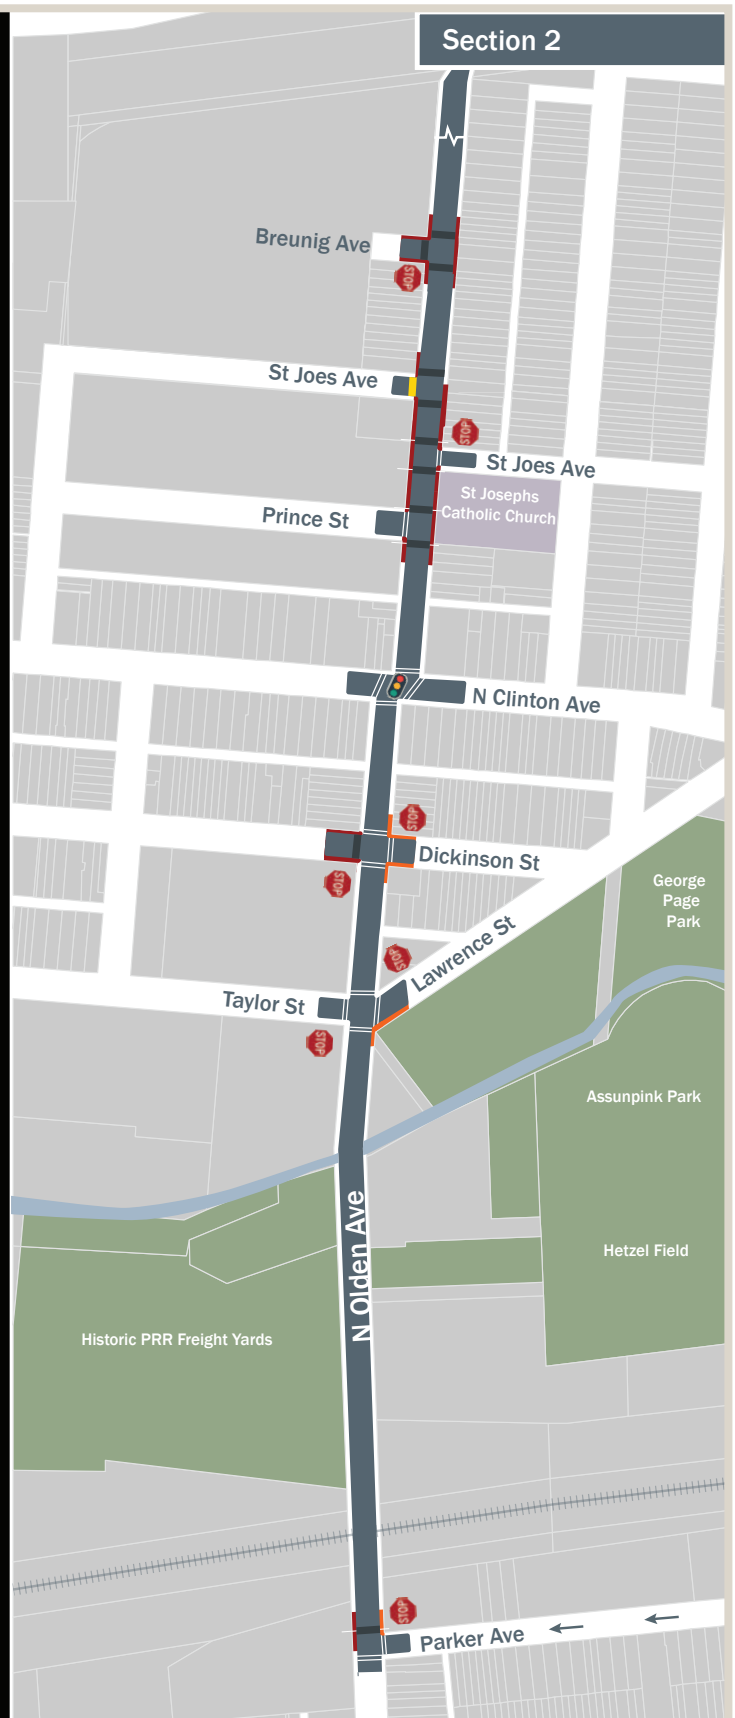 Section 2
Breunig Ave
STOP
St Joes Ave
STOP
St Joes Ave
St Josephs
Catholic Church
Prince St
N Clinton Ave
STOP
Dickinson St
STOP
George
Page
Park
Lawrence St
STOP
Taylor St
STOP
Assunpink Park
N Olden Ave
Hetzel Field
Historic PRR Freight Yards
STOP
Parker Ave